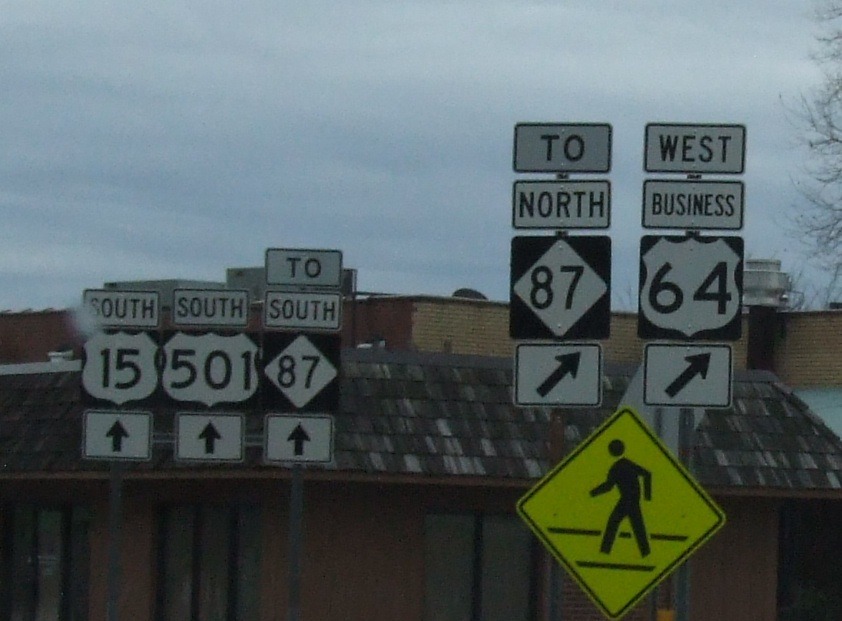 SOUTH
15
SOUTH
501
TO
SOUTH
87
TO
NORTH
87
WEST
BUSINESS
64